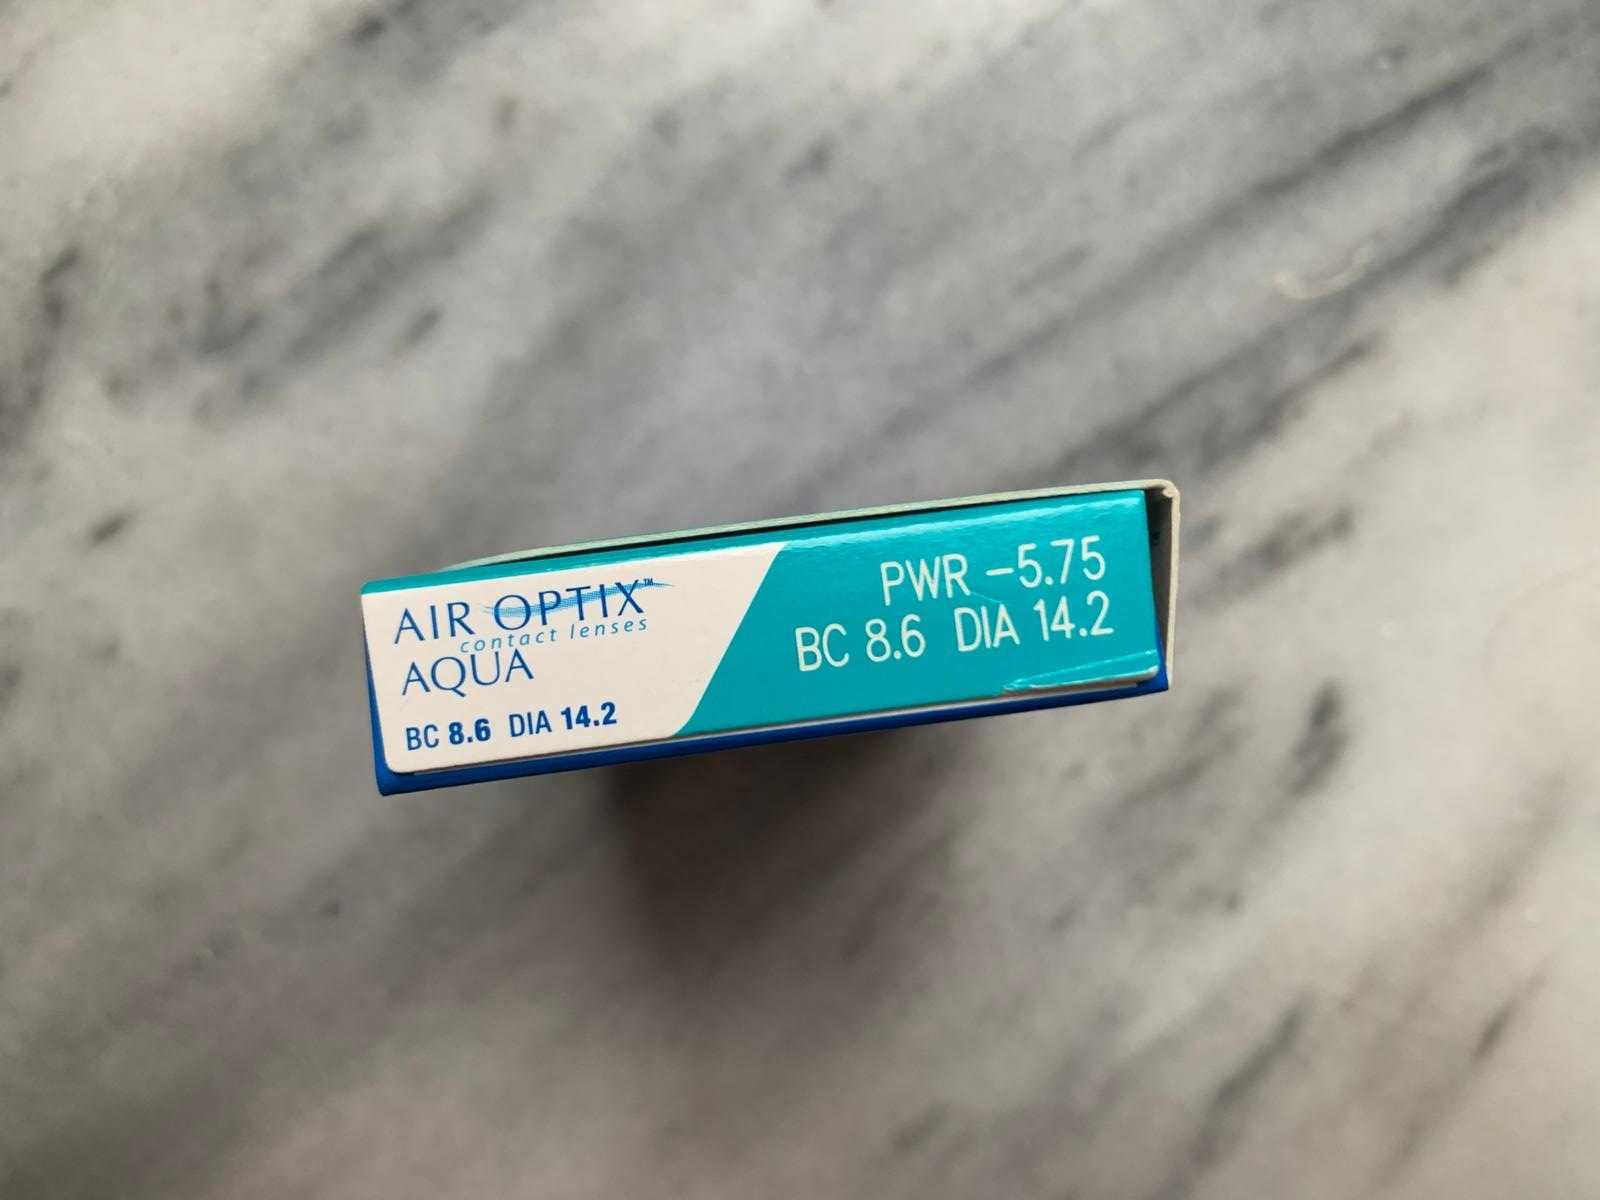 AIR OPTIX™
contact lenses
AQUA
BC 8.6 DIA 14.2
PWR -5.75
BC 8.6 DIA 14.2